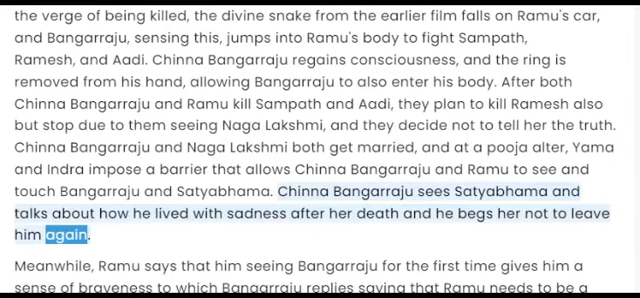 the verge of being killed, the divine snake from the earlier film falls on Ramu's car,
and Bangarraju, sensing this, jumps into Ramu's body to fight Sampath,
Ramesh, and Aadi. Chinna Bangarraju regains consciousness, and the ring is
removed from his hand, allowing Bangarraju to also enter his body. After both
Chinna Bangarraju and Ramu kill Sampath and Aadi, they plan to kill Ramesh also
but stop due to them seeing Naga Lakshmi, and they decide not to tell her the truth.
Chinna Bangarraju and Naga Lakshmi both get married, and at a pooja alter, Yama
and Indra impose a barrier that allows Chinna Bangarraju and Ramu to see and
touch Bangarraju and Satyabhama. Chinna Bangarraju sees Satyabhama and
talks about how he lived with sadness after her death and he begs her not to leave
him again.
Meanwhile, Ramu says that him seeing Bangarraju for the first time gives him a
sense of braveness to which Bangarraju replies saying that Ramu needs to be a